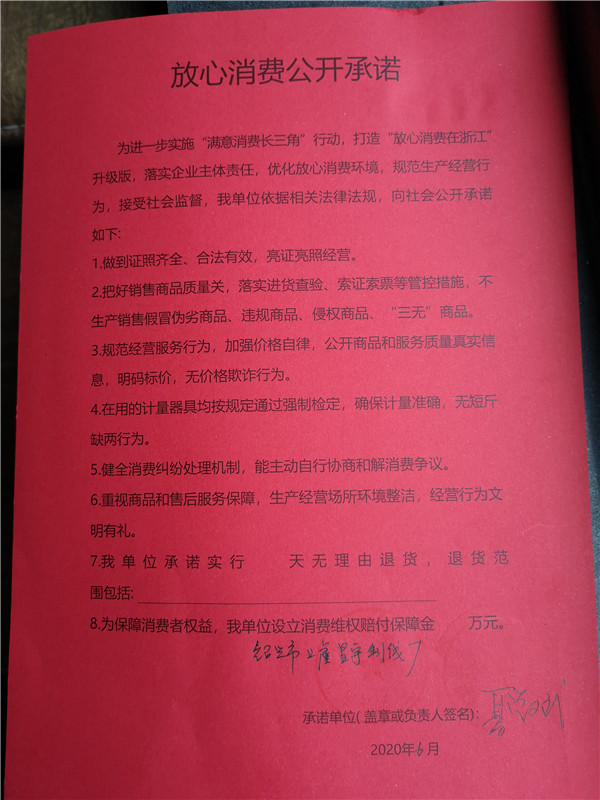 放心消费公开承诺
为进一步实施“满意消费长三角”行动，打造“放心消费在浙江”
升级版，落实企业主体责任，优化放心消费环境，规范生产经营行
为，接受社会监督，我单位依据相关法律法规，向社会公开承诺
如下：
1.做到证照齐全、合法有效，亮证亮照经营。
2.把好销售商品质量关，落实进货查验、索证索票等管控措施，不
生产销售假冒伪劣商品、违规商品、侵权商品、“三无”商品。
3.规范经营服务行为，加强价格自律，公开商品和服务质量真实信
息，明码标价，无价格欺诈行为。
4.在用的计量器具均按规定通过强制检定，确保计量准确，无短斤
缺两行为。
5.健全消费纠纷处理机制，能主动自行协商和解消费争议。
6.重视商品和售后服务保障，生产经营场所环境整洁，经营行为文
明有礼。
7.我单位承诺实行 天无理由退货，退货范
围包括:
8.为保障消费者权益，我单位设立消费维权赔付保障金 万元。
绍兴市上虞昌宇制线厂
承诺单位(盖章或负责人签名):
2020年6月